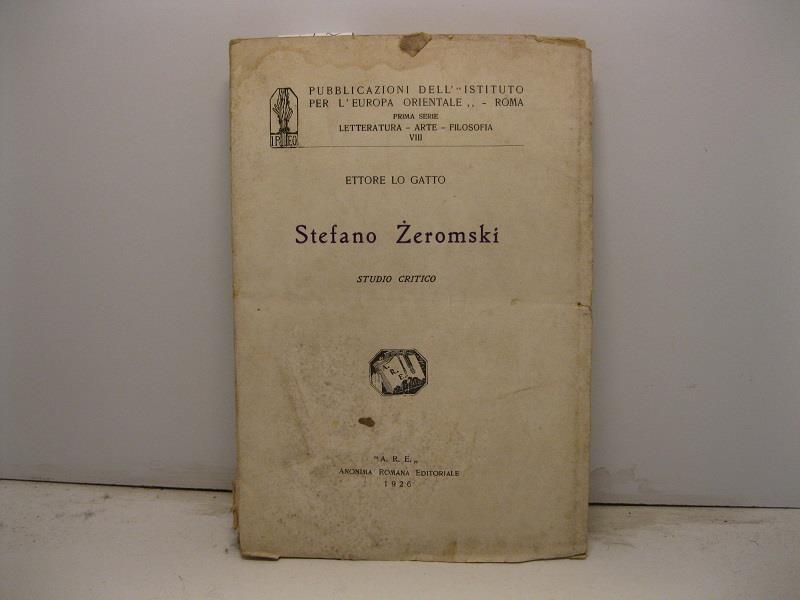 PUBBLICAZIONI DELL' "ISTITUTO
PER L'EUROPA ORIENTALE „ - ROMA
PRIMA SERIE
LETTERATURA - ARTE - FILOSOFIA
VIII
I.P.EO.
ETTORE LO GATTO
Stefano Żeromski
STUDIO CRITICO
A.R.E.
"A. R. E.„
ANONIMA ROMANA EDITORIALE
1926